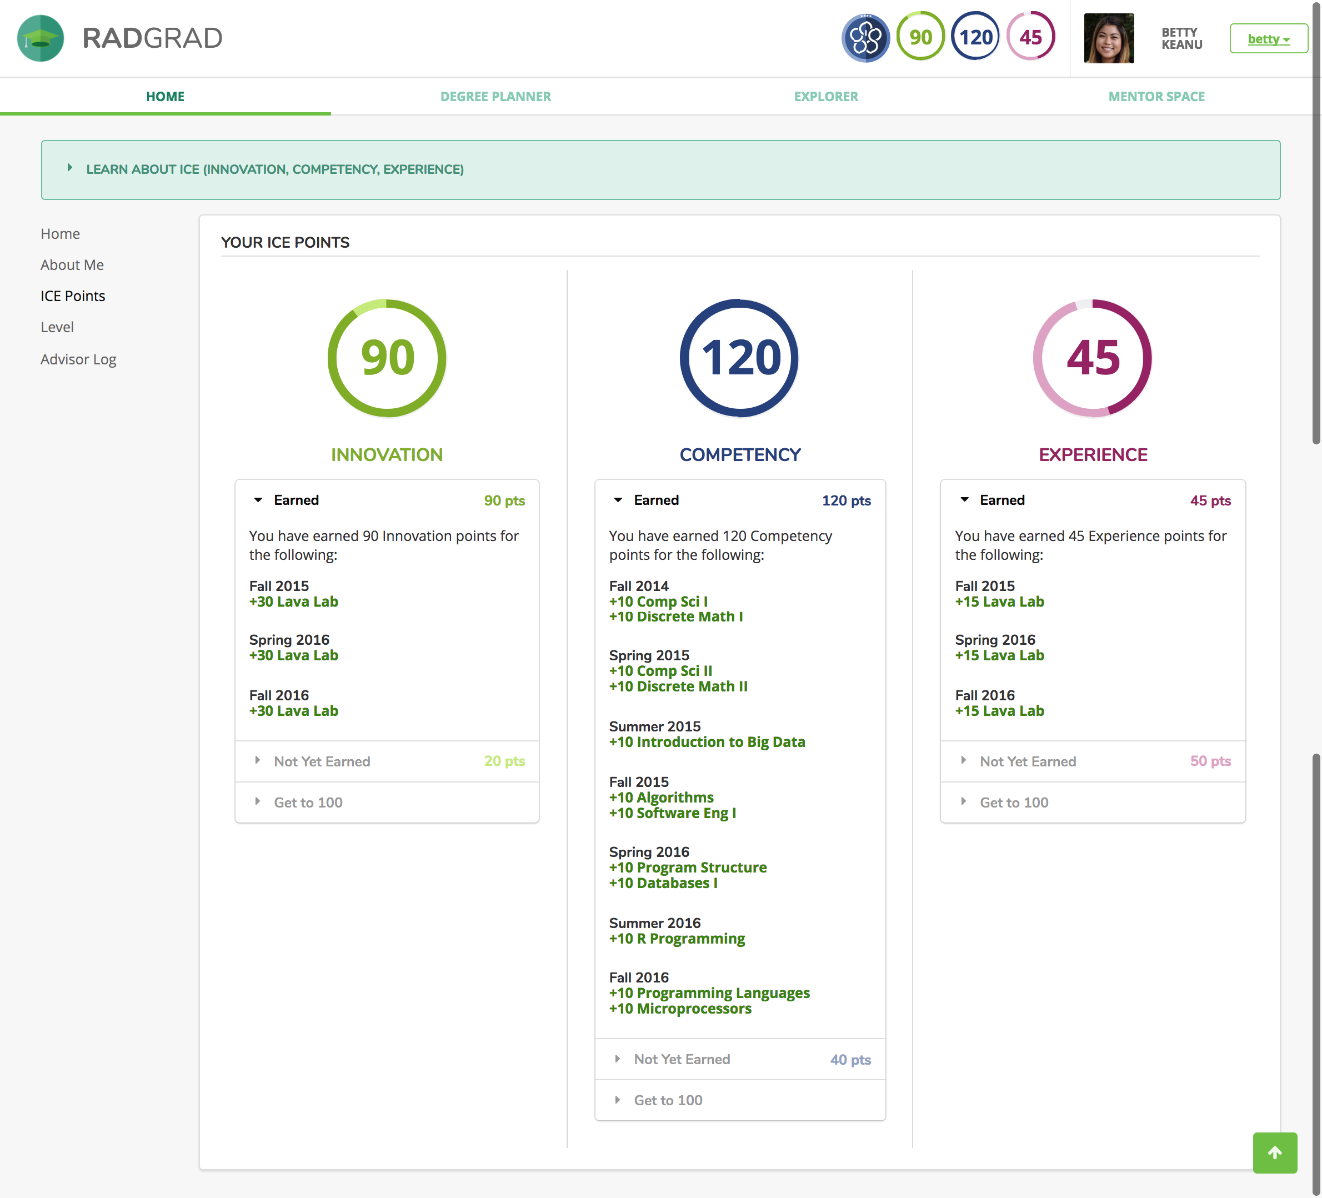 RADGRAD
90
120
45
BETTY
KEANU
betty
HOME
DEGREE PLANNER
EXPLORER
MENTOR SPACE
LEARN ABOUT ICE (INNOVATION, COMPETENCY, EXPERIENCE)
Home
About Me
ICE Points
Level
Advisor Log
YOUR ICE POINTS
90
INNOVATION
Earned 90 pts
You have earned 90 Innovation points for
the following:
Fall 2015
+30 Lava Lab
Spring 2016
+30 Lava Lab
Fall 2016
+30 Lava Lab
Not Yet Earned 20 pts
Get to 100
120
COMPETENCY
Earned 120 pts
You have earned 120 Competency
points for the following:
Fall 2014
+10 Comp Sci I
+10 Discrete Math I
Spring 2015
+10 Comp Sci II
+10 Discrete Math II
Summer 2015
+10 Introduction to Big Data
Fall 2015
+10 Algorithms
+10 Software Eng I
Spring 2016
+10 Program Structure
+10 Databases I
Summer 2016
+10 R Programming
Fall 2016
+10 Programming Languages
+10 Microprocessors
Not Yet Earned 40 pts
Get to 100
45
EXPERIENCE
Earned 45 pts
You have earned 45 Experience points for
the following:
Fall 2015
+15 Lava Lab
Spring 2016
+15 Lava Lab
Fall 2016
+15 Lava Lab
Not Yet Earned 50 pts
Get to 100